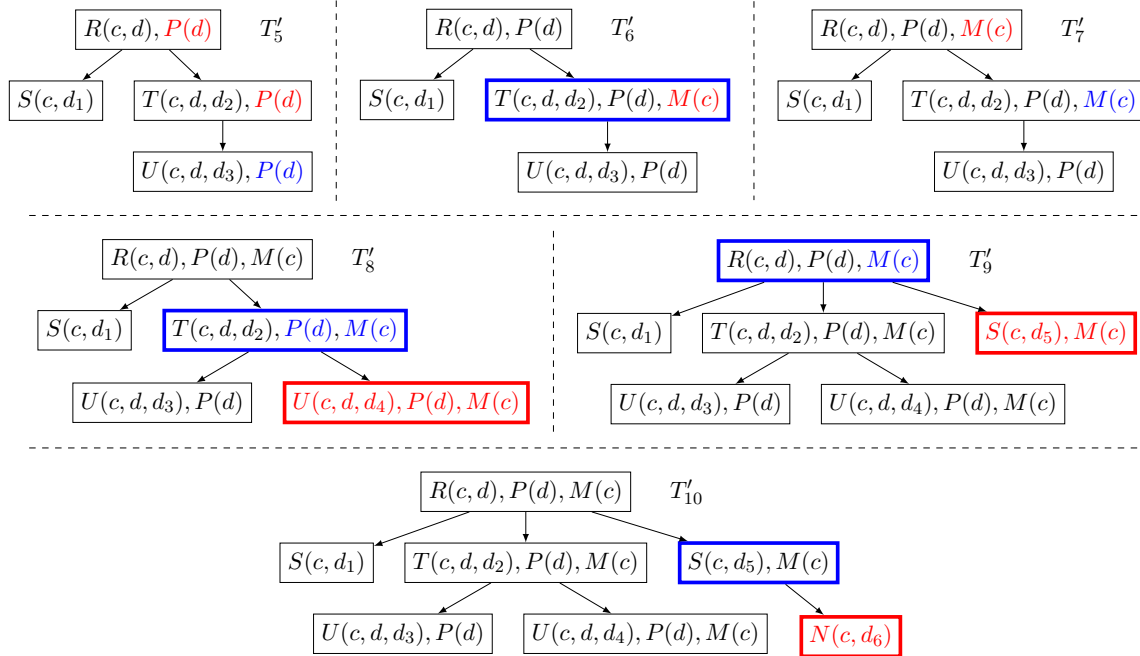 R(c, d), P(d) T′₅
S(c, d₁) T(c, d, d₂), P(d)
U(c, d, d₃), P(d)
R(c, d), P(d) T′₆
S(c, d₁) T(c, d, d₂), P(d), M(c)
U(c, d, d₃), P(d)
R(c, d), P(d), M(c) T′₇
S(c, d₁) T(c, d, d₂), P(d), M(c)
U(c, d, d₃), P(d)
R(c, d), P(d), M(c) T′₈
S(c, d₁) T(c, d, d₂), P(d), M(c)
U(c, d, d₃), P(d) U(c, d, d₄), P(d), M(c)
R(c, d), P(d), M(c) T′₉
S(c, d₁) T(c, d, d₂), P(d), M(c) S(c, d₅), M(c)
U(c, d, d₃), P(d) U(c, d, d₄), P(d), M(c)
R(c, d), P(d), M(c) T′₁₀
S(c, d₁) T(c, d, d₂), P(d), M(c) S(c, d₅), M(c)
U(c, d, d₃), P(d) U(c, d, d₄), P(d), M(c) N(c, d₆)